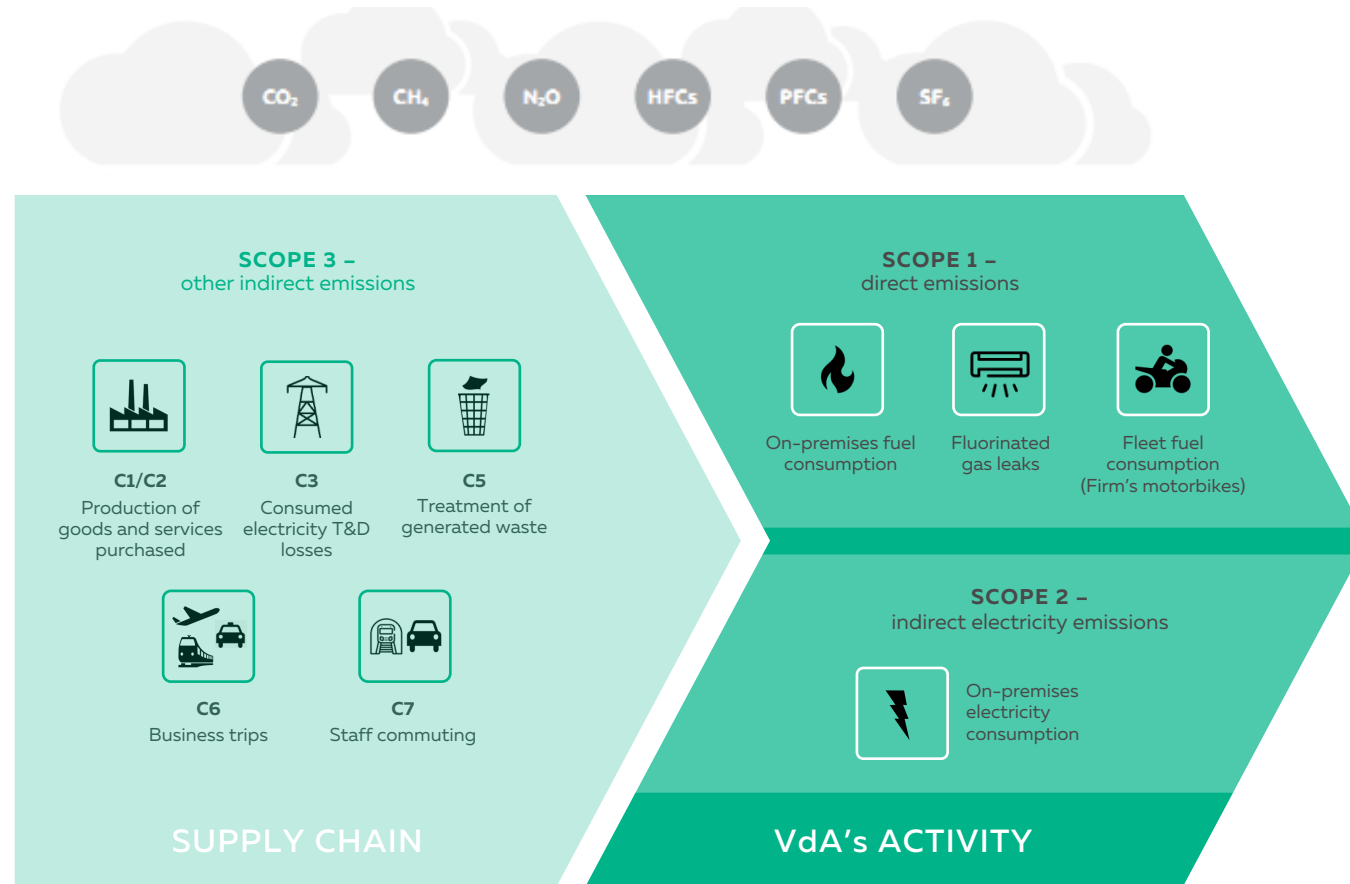 CO₂
CH₄
N₂O
HFCs
PFCs
SF₆
SCOPE 3 –
other indirect emissions
C1/C2
Production of
goods and services
purchased
C3
Consumed
electricity T&D
losses
C5
Treatment of
generated waste
C6
Business trips
C7
Staff commuting
SUPPLY CHAIN
SCOPE 1 –
direct emissions
On-premises fuel
consumption
Fluorinated
gas leaks
Fleet fuel
consumption
(Firm's motorbikes)
SCOPE 2 –
indirect electricity emissions
On-premises
electricity
consumption
VdA's ACTIVITY